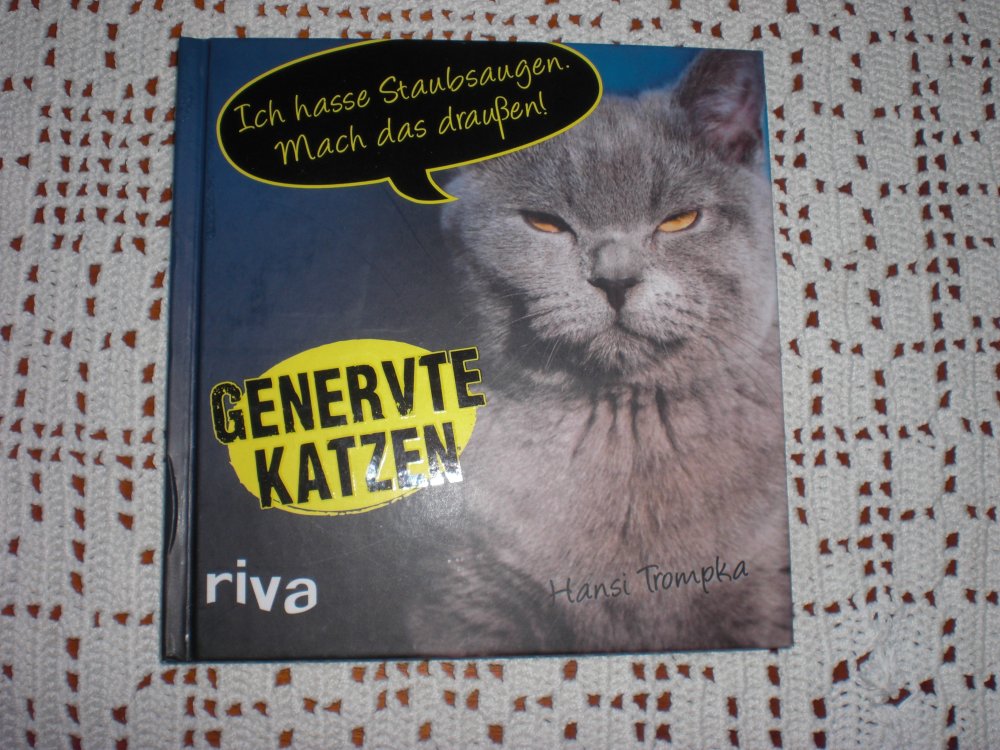 Ich hasse Staubsaugen.
Mach das draußen!
GENERVTE
KATZEN
riva
Hansi Trompka